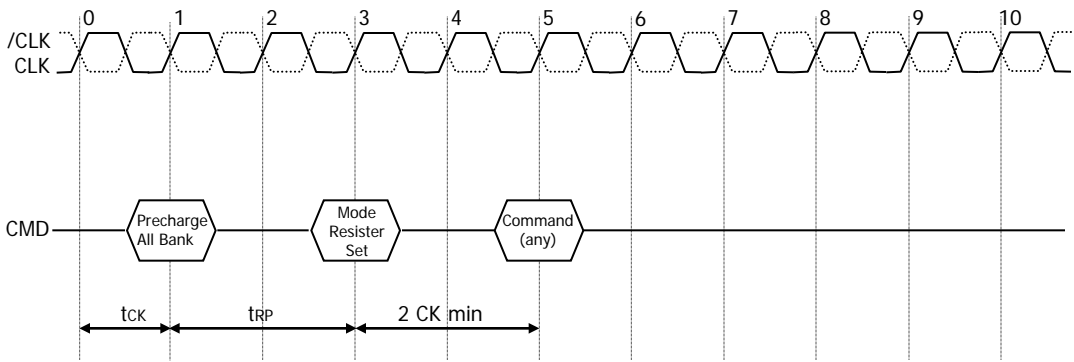 0 1 2 3 4 5 6 7 8 9 10
/CLK
CLK
CMD
Precharge
All Bank
Mode
Resister
Set
Command
(any)
tCK tRP 2 CK min